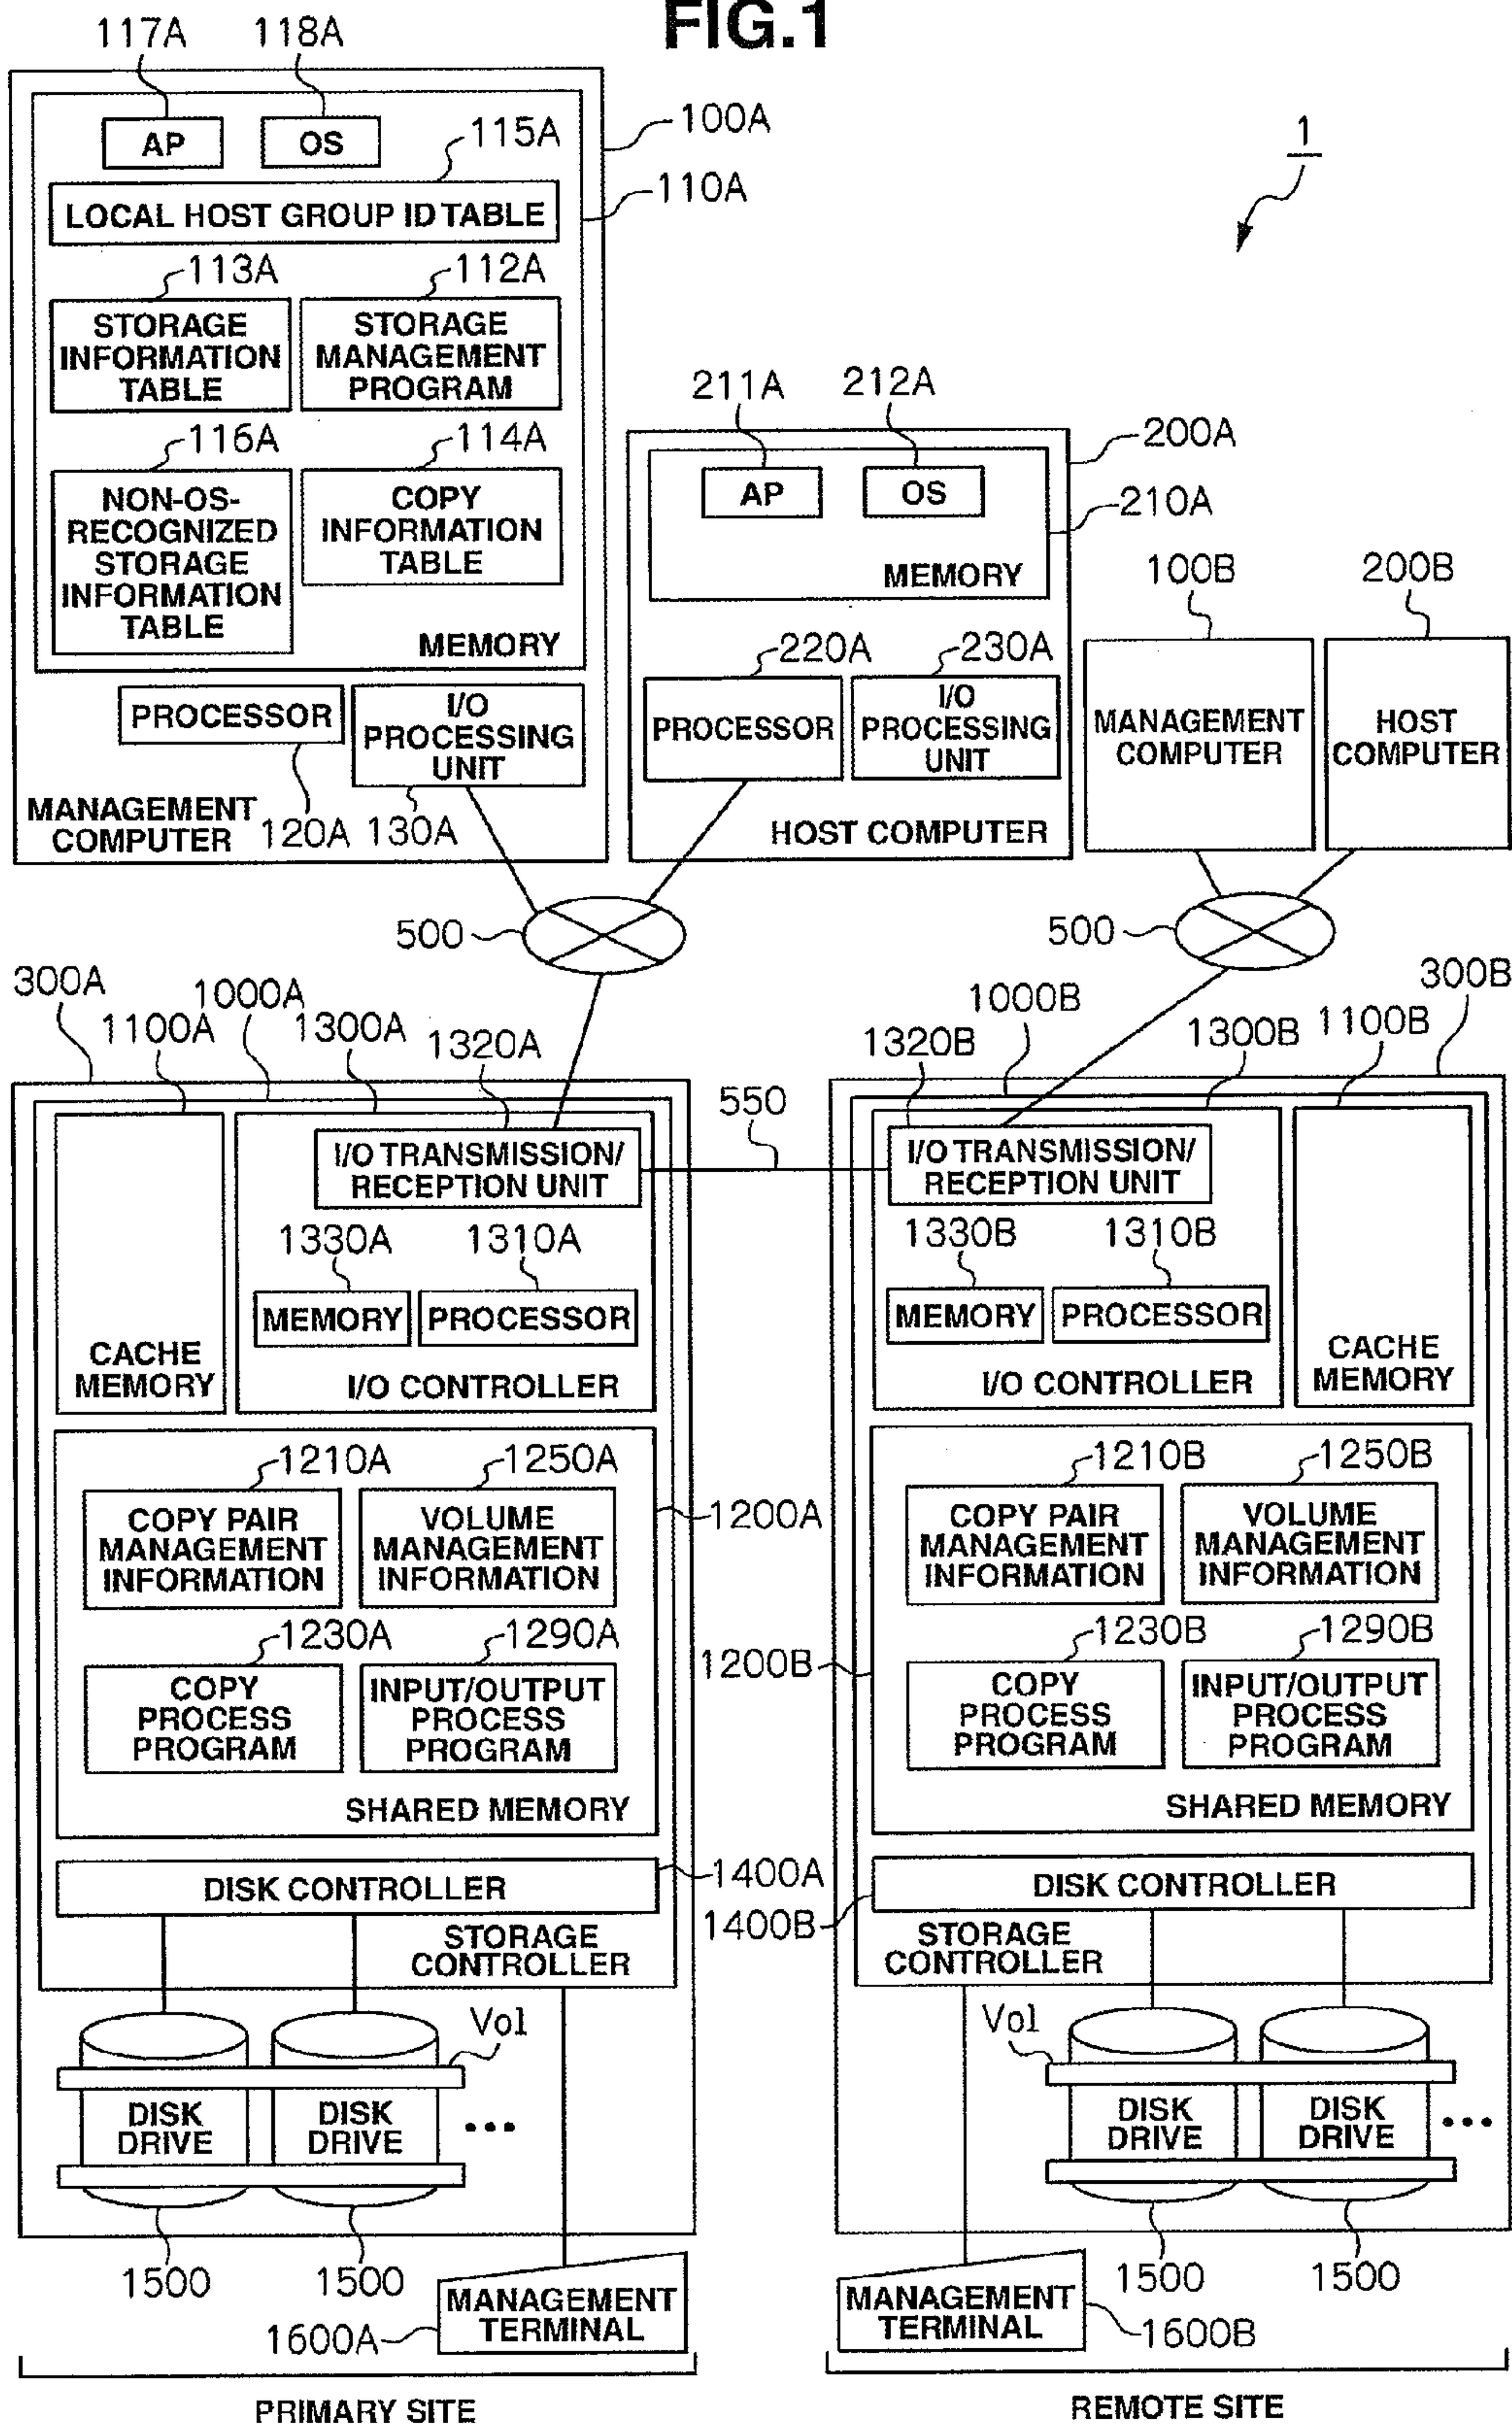 FIG.1
117A
118A
AP
OS
115A
100A
1
LOCAL HOST GROUP ID TABLE
110A
113A
112A
STORAGE
INFORMATION
TABLE
STORAGE
MANAGEMENT
PROGRAM
116A
114A
NON-OS-
RECOGNIZED
STORAGE
INFORMATION
TABLE
COPY
INFORMATION
TABLE
MEMORY
PROCESSOR
I/O
PROCESSING
UNIT
MANAGEMENT
COMPUTER
120A
130A
211A
212A
200A
AP
OS
210A
MEMORY
220A
230A
PROCESSOR
I/O
PROCESSING
UNIT
HOST COMPUTER
100B
200B
MANAGEMENT
COMPUTER
HOST
COMPUTER
500
500
300A
1000A
1100A
1300A
1320A
I/O TRANSMISSION/
RECEPTION UNIT
550
1330A
1310A
MEMORY
PROCESSOR
CACHE
MEMORY
I/O CONTROLLER
1210A
1250A
COPY PAIR
MANAGEMENT
INFORMATION
VOLUME
MANAGEMENT
INFORMATION
1200A
1230A
1290A
COPY
PROCESS
PROGRAM
INPUT/OUTPUT
PROCESS
PROGRAM
SHARED MEMORY
DISK CONTROLLER
1400A
STORAGE
CONTROLLER
Vol
DISK
DRIVE
DISK
DRIVE
1500
1500
MANAGEMENT
TERMINAL
1600A
PRIMARY SITE
300B
1000B
1100B
1300B
1320B
I/O TRANSMISSION/
RECEPTION UNIT
1330B
1310B
MEMORY
PROCESSOR
CACHE
MEMORY
I/O CONTROLLER
1210B
1250B
COPY PAIR
MANAGEMENT
INFORMATION
VOLUME
MANAGEMENT
INFORMATION
1230B
1290B
1200B
COPY
PROCESS
PROGRAM
INPUT/OUTPUT
PROCESS
PROGRAM
SHARED MEMORY
DISK CONTROLLER
1400B
STORAGE
CONTROLLER
Vol
DISK
DRIVE
DISK
DRIVE
1500
1500
MANAGEMENT
TERMINAL
1600B
REMOTE SITE